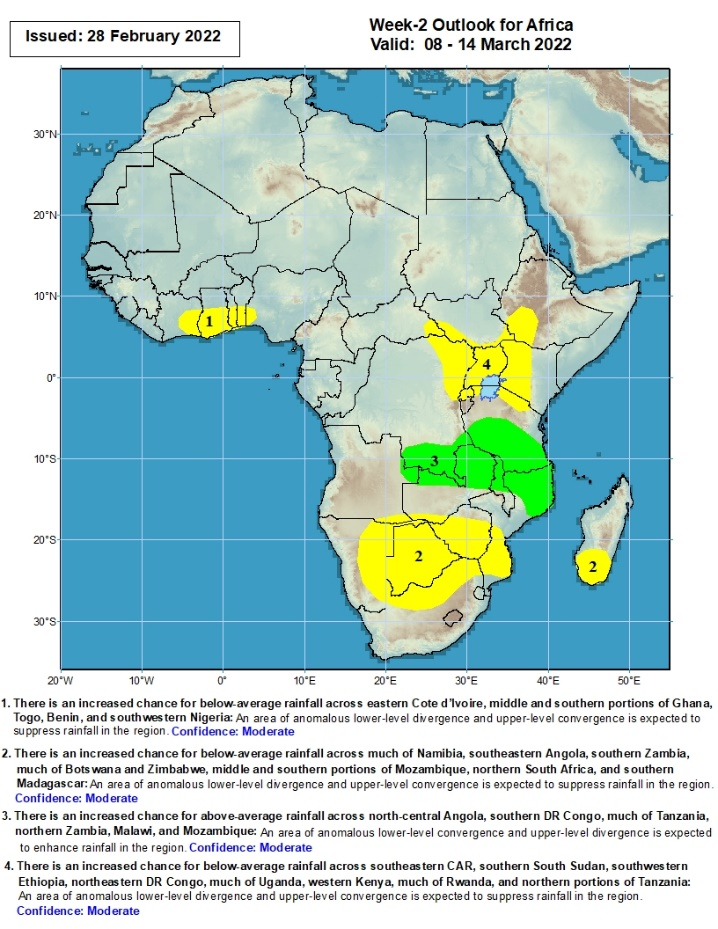 Issued: 28 February 2022
Week-2 Outlook for Africa
Valid: 08 - 14 March 2022
30°N
20°N
10°N
1
4
0°
3
10°S
20°S
2
2
30°S
20°W 10°W 0° 10°E 20°E 30°E 40°E 50°E
1. There is an increased chance for below-average rainfall across eastern Cote d'Ivoire, middle and southern portions of Ghana,
Togo, Benin, and southwestern Nigeria: An area of anomalous lower-level divergence and upper-level convergence is expected to
suppress rainfall in the region. Confidence: Moderate
2. There is an increased chance for below-average rainfall across much of Namibia, southeastern Angola, southern Zambia,
much of Botswana and Zimbabwe, middle and southern portions of Mozambique, northern South Africa, and southern
Madagascar: An area of anomalous lower-level divergence and upper-level convergence is expected to suppress rainfall in the region.
Confidence: Moderate
3. There is an increased chance for above-average rainfall across north-central Angola, southern DR Congo, much of Tanzania,
northern Zambia, Malawi, and Mozambique: An area of anomalous lower-level convergence and upper-level divergence is expected
to enhance rainfall in the region. Confidence: Moderate
4. There is an increased chance for below-average rainfall across southeastern CAR, southern South Sudan, southwestern
Ethiopia, northeastern DR Congo, much of Uganda, western Kenya, much of Rwanda, and northern portions of Tanzania:
An area of anomalous lower-level divergence and upper-level convergence is expected to suppress rainfall in the region.
Confidence: Moderate